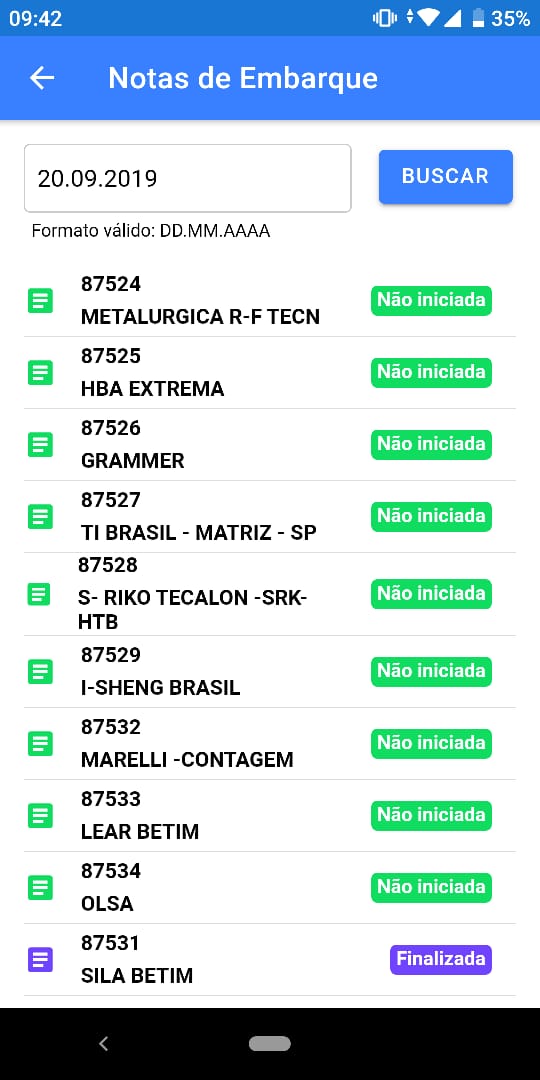 09:42
35%
Notas de Embarque
20.09.2019
BUSCAR
Formato válido: DD.MM.AAAA
87524
METALURGICA R-F TECN
Não iniciada
87525
HBA EXTREMA
Não iniciada
87526
GRAMMER
Não iniciada
87527
TI BRASIL - MATRIZ - SP
Não iniciada
87528
S- RIKO TECALON -SRK-
HTB
Não iniciada
87529
I-SHENG BRASIL
Não iniciada
87532
MARELLI -CONTAGEM
Não iniciada
87533
LEAR BETIM
Não iniciada
87534
OLSA
Não iniciada
87531
SILA BETIM
Finalizada